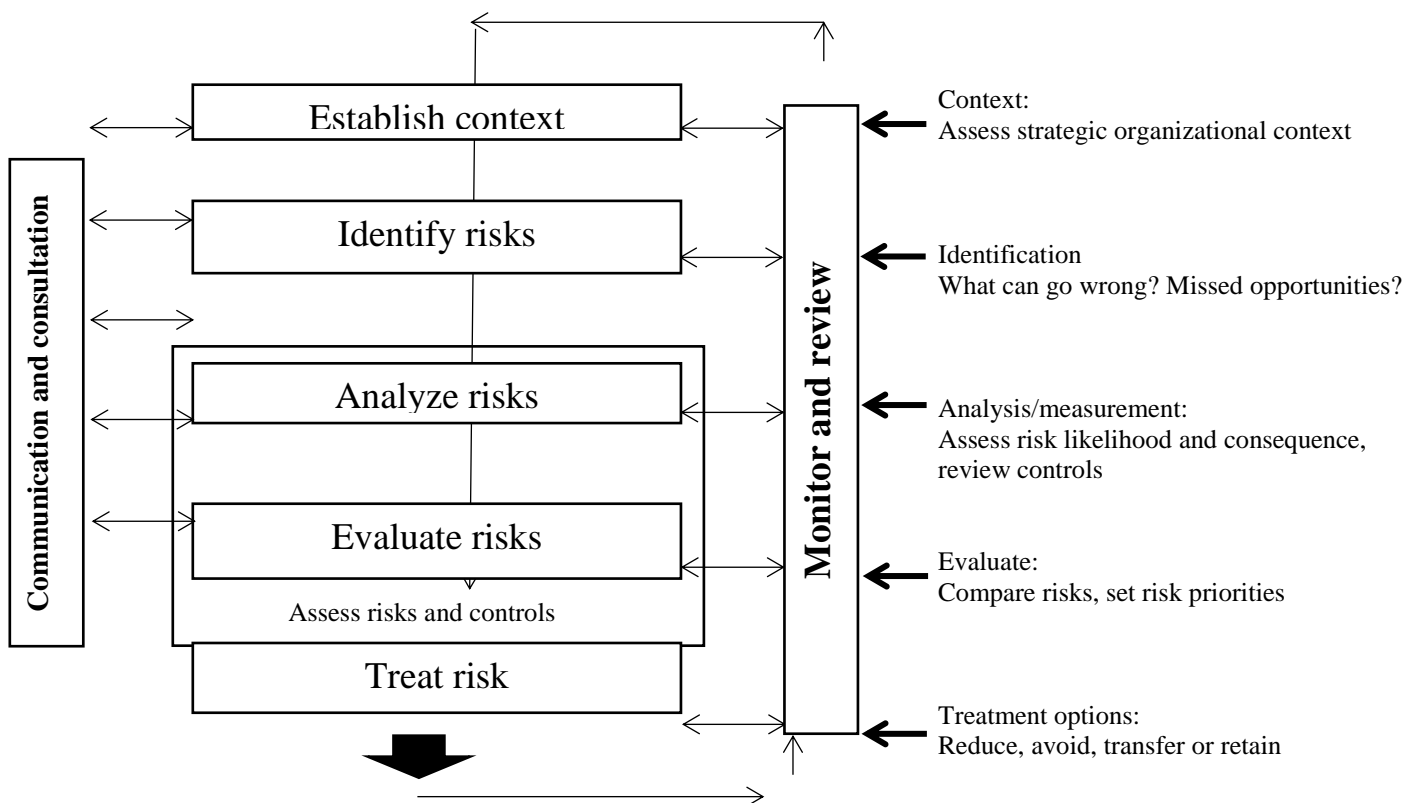 Establish context
Identify risks
Analyze risks
Evaluate risks
Assess risks and controls
Treat risk
Communication and consultation
Monitor and review
Context:
Assess strategic organizational context
Identification
What can go wrong? Missed opportunities?
Analysis/measurement:
Assess risk likelihood and consequence,
review controls
Evaluate:
Compare risks, set risk priorities
Treatment options:
Reduce, avoid, transfer or retain